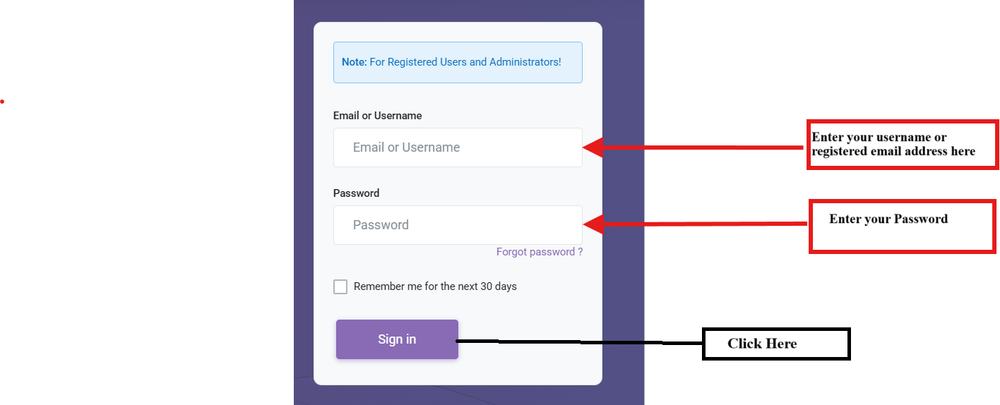 Note: For Registered Users and Administrators!
Email or Username
Email or Username
Enter your username or
registered email address here
Password
Password
Enter your Password
Forgot password ?
Remember me for the next 30 days
Sign in
Click Here